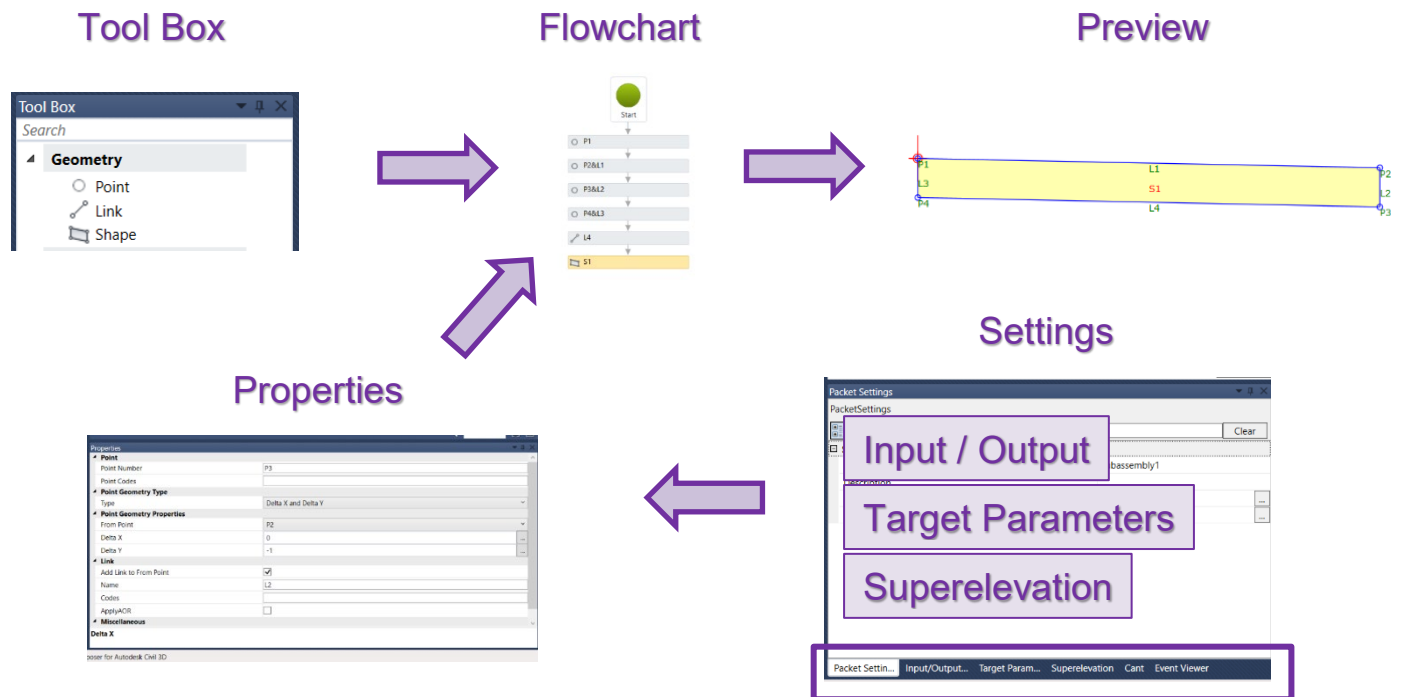 Tool Box
Flowchart
Preview
Tool Box
Search
Geometry
Point
Link
Shape
Start
P1
P2&L1
P3&L2
P4&L3
L4
S1
P1
L1
P2
L3
S1
L2
P4
L4
P3
Properties
Settings
Properties
Point
Point Number P3
Point Codes
Point Geometry Type
Type Delta X and Delta Y
Point Geometry Properties
From Point P2
Delta X 0 ...
Delta Y -1 ...
Link
Add Link to From Point
Name L2
Codes
ApplyAOR
Miscellaneous
Delta X
poser for Autodesk Civil 3D
Packet Settings
PacketSettings
Clear
Input / Output
bassembly1
Target Parameters
...
...
Superelevation
Packet Settin... Input/Output... Target Param... Superelevation Cant Event Viewer